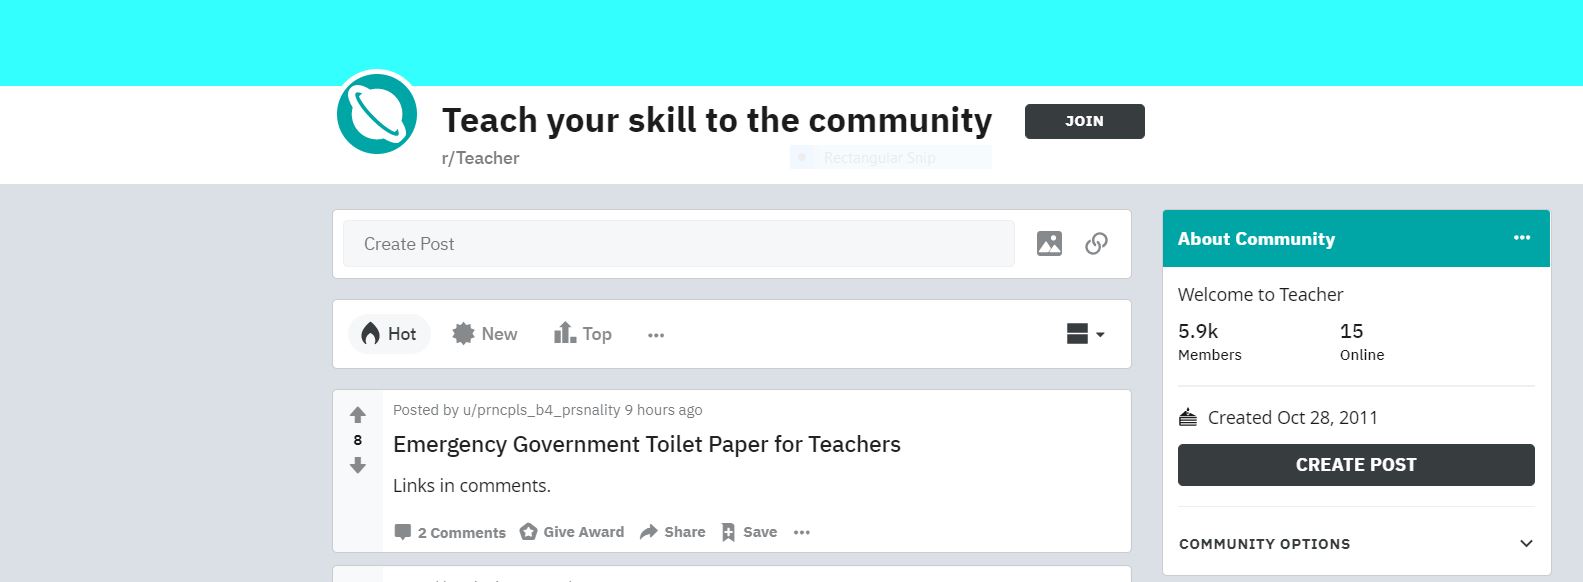 Teach your skill to the community
JOIN
r/Teacher
Rectangular Snip
Create Post
Hot
New
Top
Posted by u/prncpls_b4_prsnality 9 hours ago
8
Emergency Government Toilet Paper for Teachers
Links in comments.
2 Comments Give Award Share Save
About Community
Welcome to Teacher
5.9k 15
Members Online
Created Oct 28, 2011
CREATE POST
COMMUNITY OPTIONS